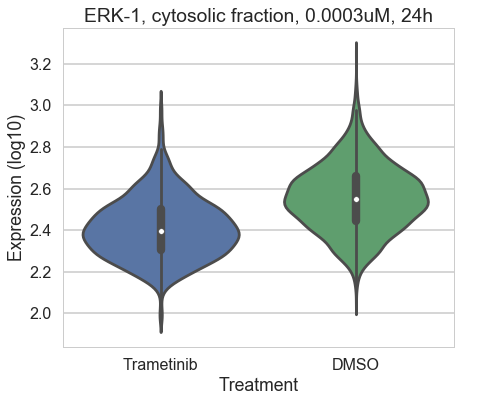 ERK-1, cytosolic fraction, 0.0003uM, 24h
Expression (log10)
3.2
3.0
2.8
2.6
2.4
2.2
2.0
Trametinib DMSO
Treatment